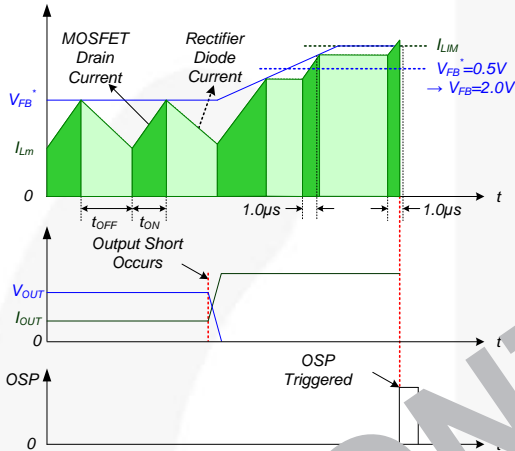 MOSFET
Drain
Current
Rectifier
Diode
Current
I_LIM
V_FB*=0.5V
→ V_FB=2.0V
V_FB*
I_Lm
0
t
t_OFF
t_ON
1.0µs
1.0µs
Output Short
Occurs
V_OUT
I_OUT
0
t
OSP
OSP
Triggered
0